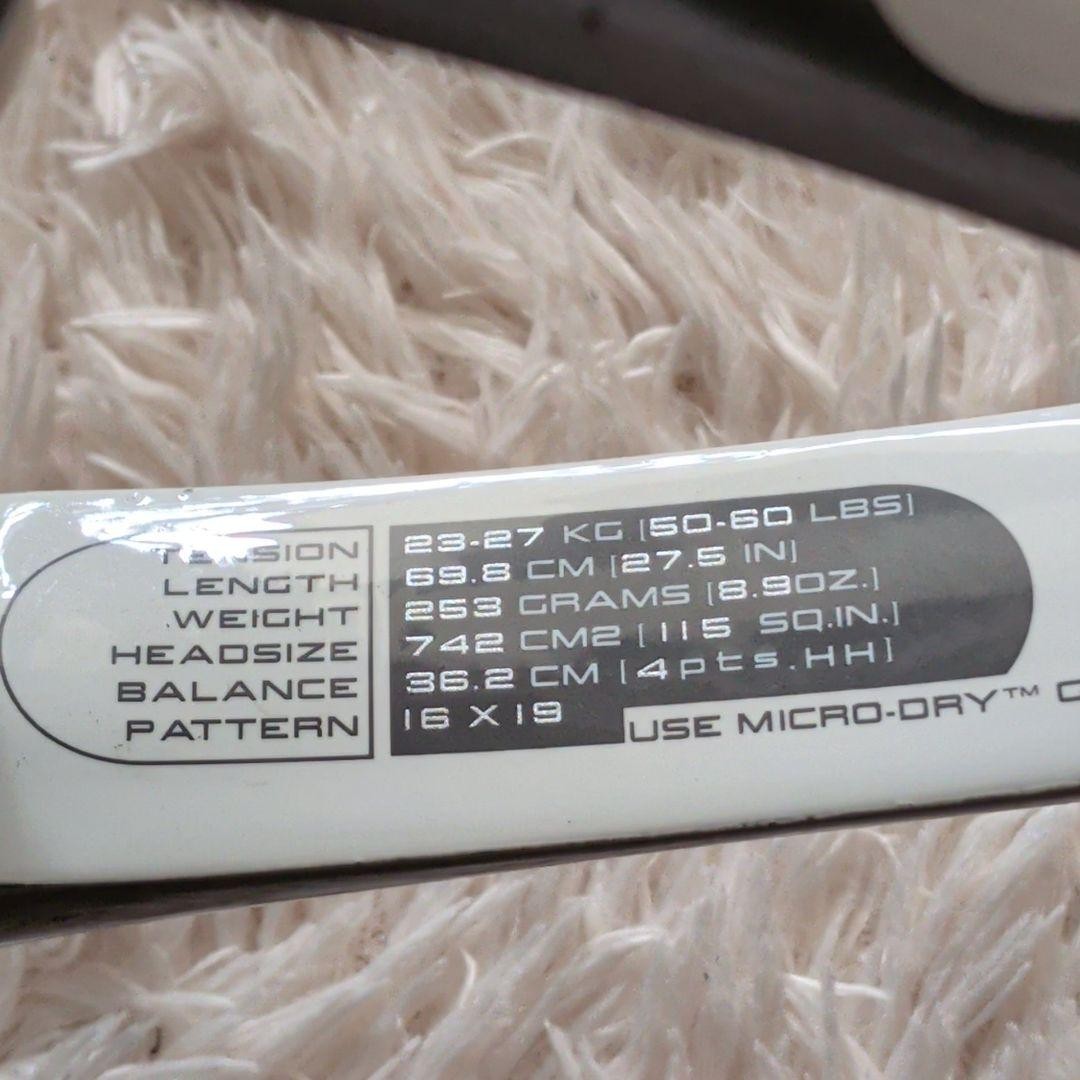 TENSION 23-27 KG [50-60 LBS]
LENGTH 69.8 CM [27.5 IN]
WEIGHT 253 GRAMS [8.9OZ.]
HEADSIZE 742 CM2 [115 SQ.IN.]
BALANCE 36.2 CM [4pts.HH]
PATTERN 16 X 19
USE MICRO-DRY™